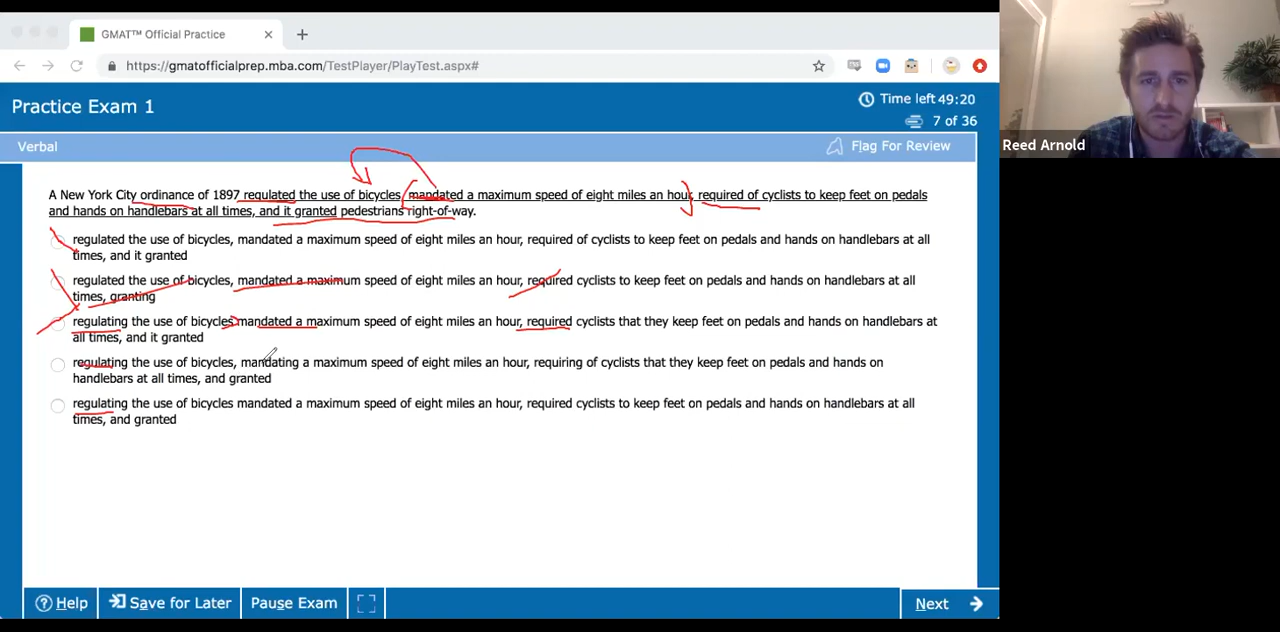 GMAT™ Official Practice
https://gmatofficialprep.mba.com/TestPlayer/PlayTest.aspx#
Practice Exam 1
Time left 49:20
7 of 36
Verbal
Flag For Review
Reed Arnold
A New York City ordinance of 1897 regulated the use of bicycles, mandated a maximum speed of eight miles an hour, required of cyclists to keep feet on pedals
and hands on handlebars at all times, and it granted pedestrians right-of-way.
regulated the use of bicycles, mandated a maximum speed of eight miles an hour, required of cyclists to keep feet on pedals and hands on handlebars at all
times, and it granted
regulated the use of bicycles, mandated a maximum speed of eight miles an hour, required cyclists to keep feet on pedals and hands on handlebars at all
times, granting
regulating the use of bicycles mandated a maximum speed of eight miles an hour, required cyclists that they keep feet on pedals and hands on handlebars at
all times, and it granted
regulating the use of bicycles, mandating a maximum speed of eight miles an hour, requiring of cyclists that they keep feet on pedals and hands on
handlebars at all times, and granted
regulating the use of bicycles mandated a maximum speed of eight miles an hour, required cyclists to keep feet on pedals and hands on handlebars at all
times, and granted
Help
Save for Later
Pause Exam
Next